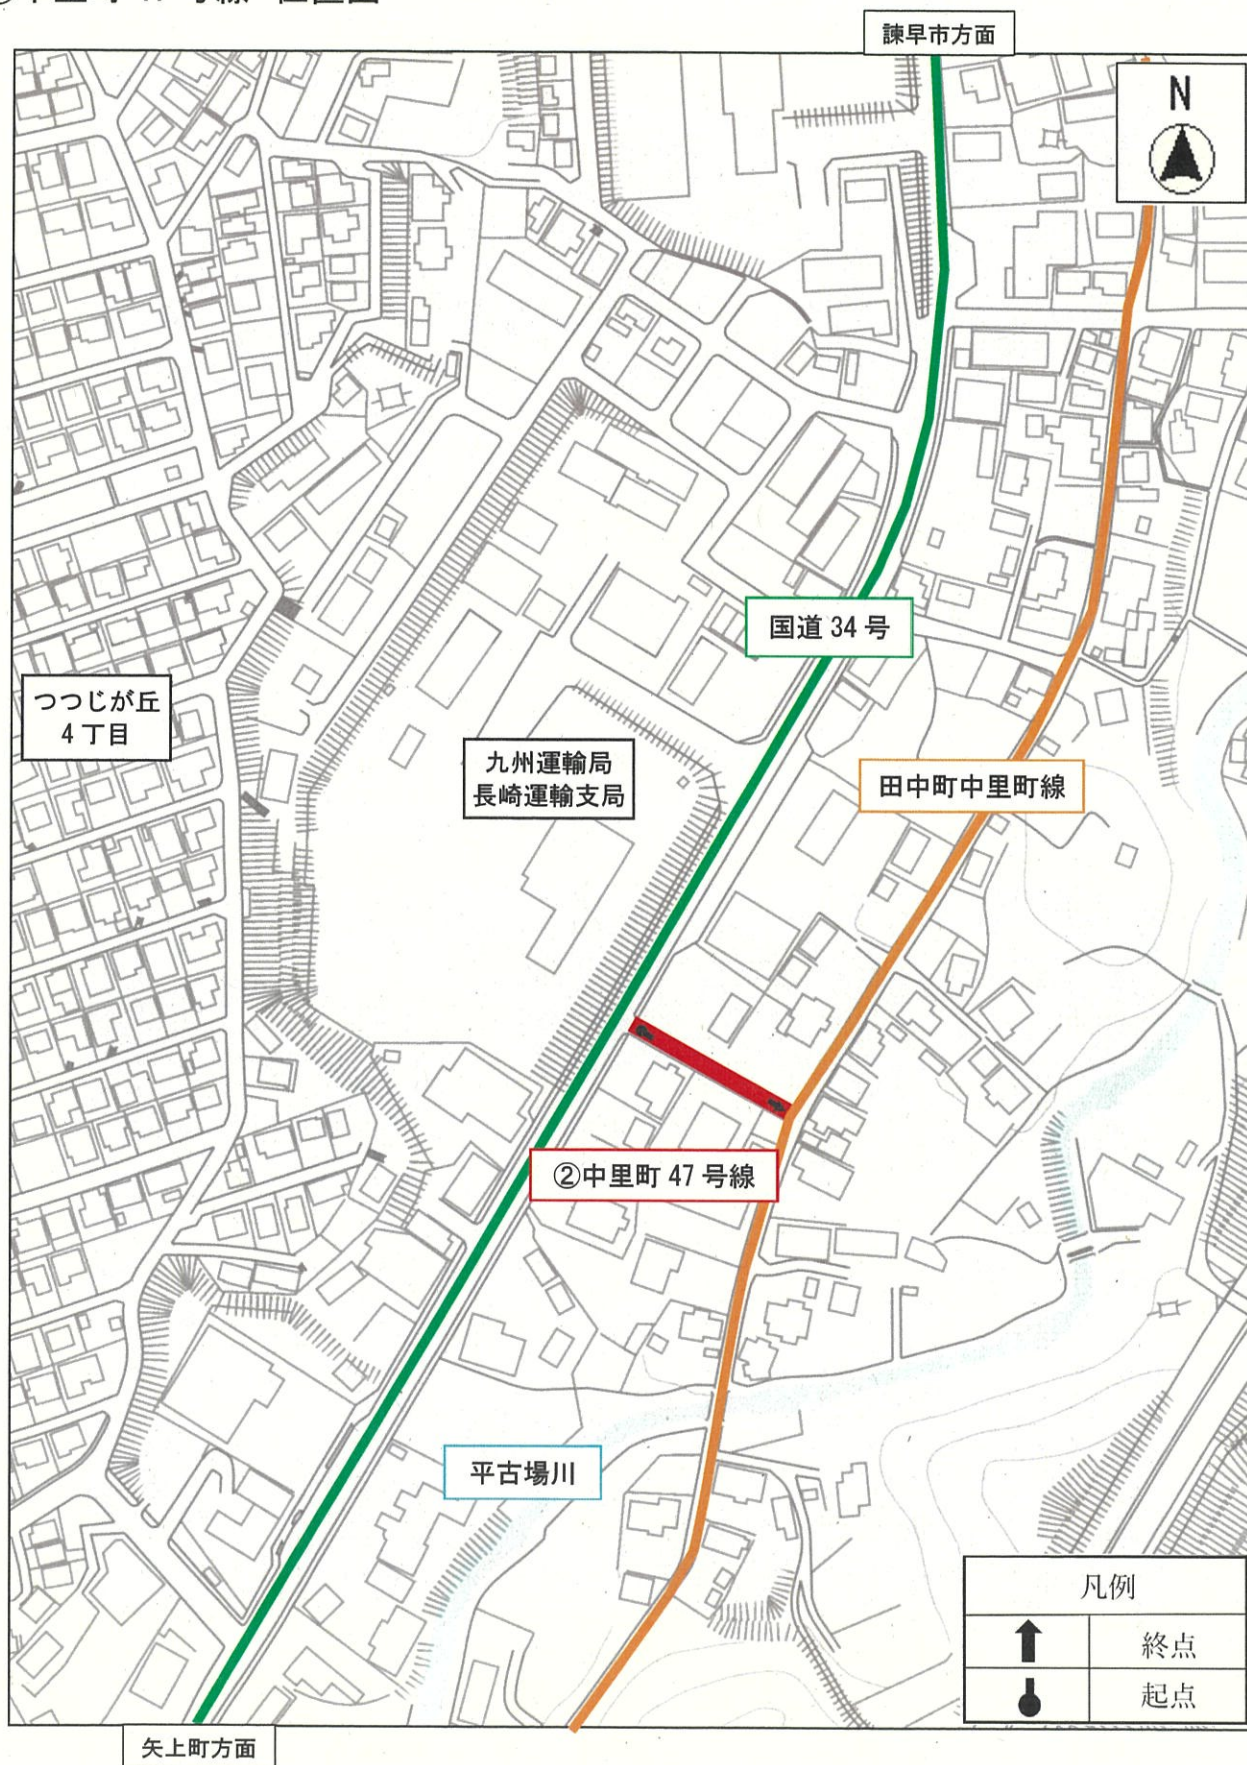 諫早市方面
N
国道 34 号
つつじが丘
4 丁目
九州運輸局
長崎運輸支局
田中町中里町線
②中里町 47 号線
平古場川
凡例
終点
起点
矢上町方面